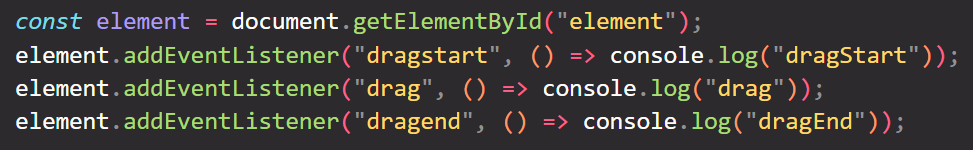 const element = document.getElementById("element");
element.addEventListener("dragstart", () => console.log("dragStart"));
element.addEventListener("drag", () => console.log("drag"));
element.addEventListener("dragend", () => console.log("dragEnd"));